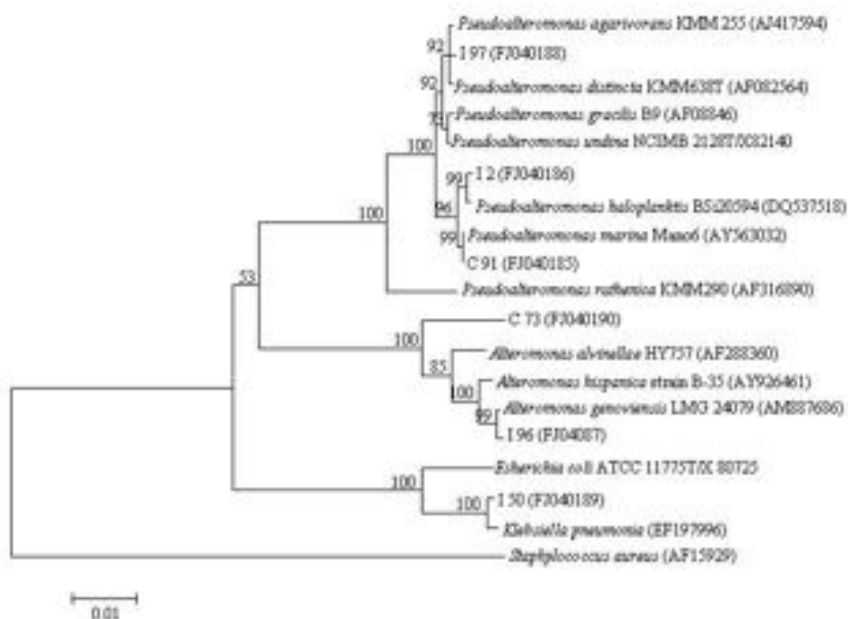 Pseudoalteromonas agarivorans KMM 255 (AJ417594)
92
I 97 (FJ040188)
92
Pseudoalteromonas distincta KMM638T (AF082564)
Pseudoalteromonas gracilis B9 (AF08846)
Pseudoalteromonas undina NCIMB 2128T/X82140
100
I 2 (FJ040186)
99
Pseudoalteromonas haloplanktis BSi20594 (DQ537518)
96
100
Pseudoalteromonas marina Mano6 (AY563032)
99
C 91 (FJ040185)
53
Pseudoalteromonas ruthenica KMM290 (AF316890)
C 73 (FJ040190)
100
Alteromonas alvinellae HY757 (AF288360)
85
Alteromonas hispanica strain B-35 (AY926461)
100
Alteromonas genoviensis LMG 24079 (AM887686)
99
I 96 (FJ04087)
Esherichia coli ATCC 11775T/X 80725
100
I 50 (FJ040189)
100
Klebsiella pneumonia (EF197996)
Staphylococcus aureus (AF15929)
0.01